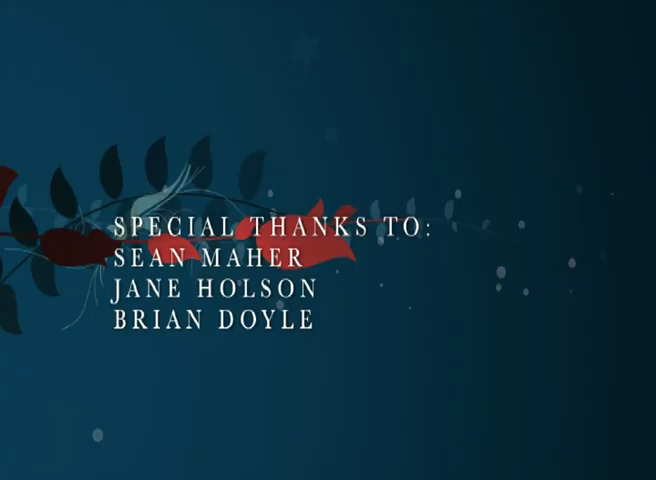 SPECIAL THANKS TO:
SEAN MAHER
JANE HOLSON
BRIAN DOYLE